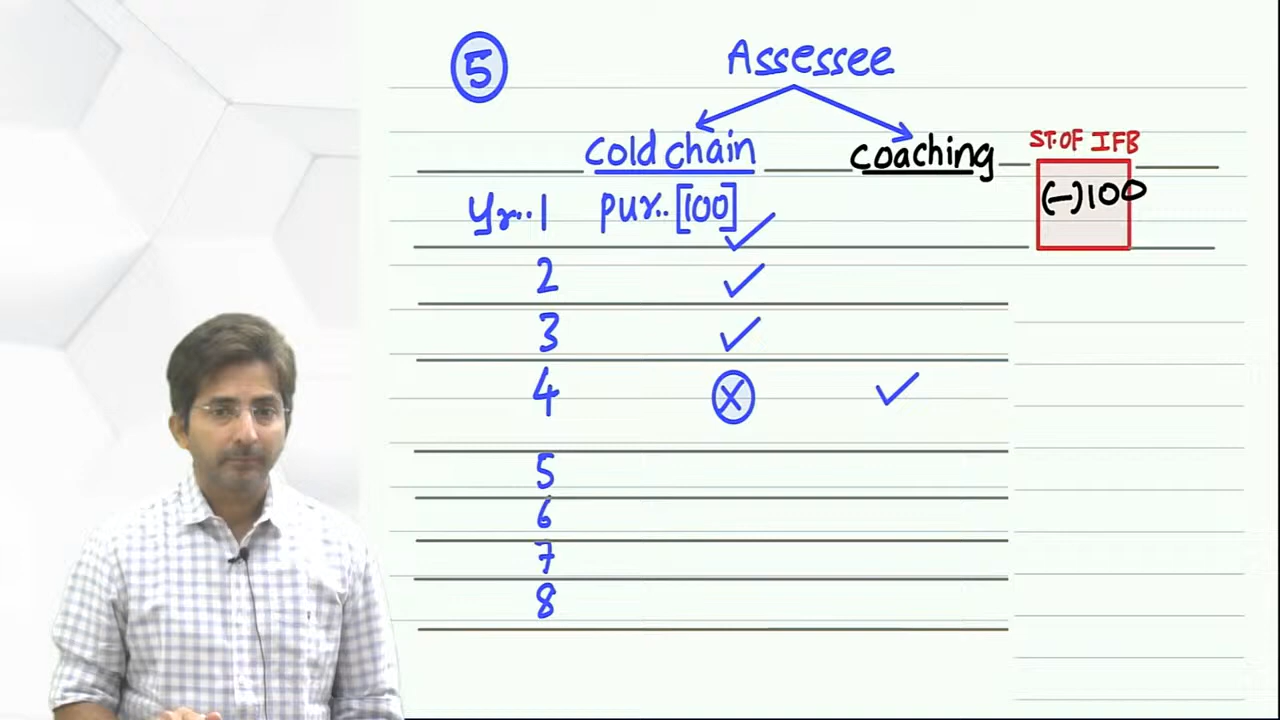 5 Assessee
Cold chain coaching ST. OF IFB
Yr..1 pur.. [100] ✓ (–)100
2 ✓
3 ✓
4 ⓧ ✓
5
6
7
8